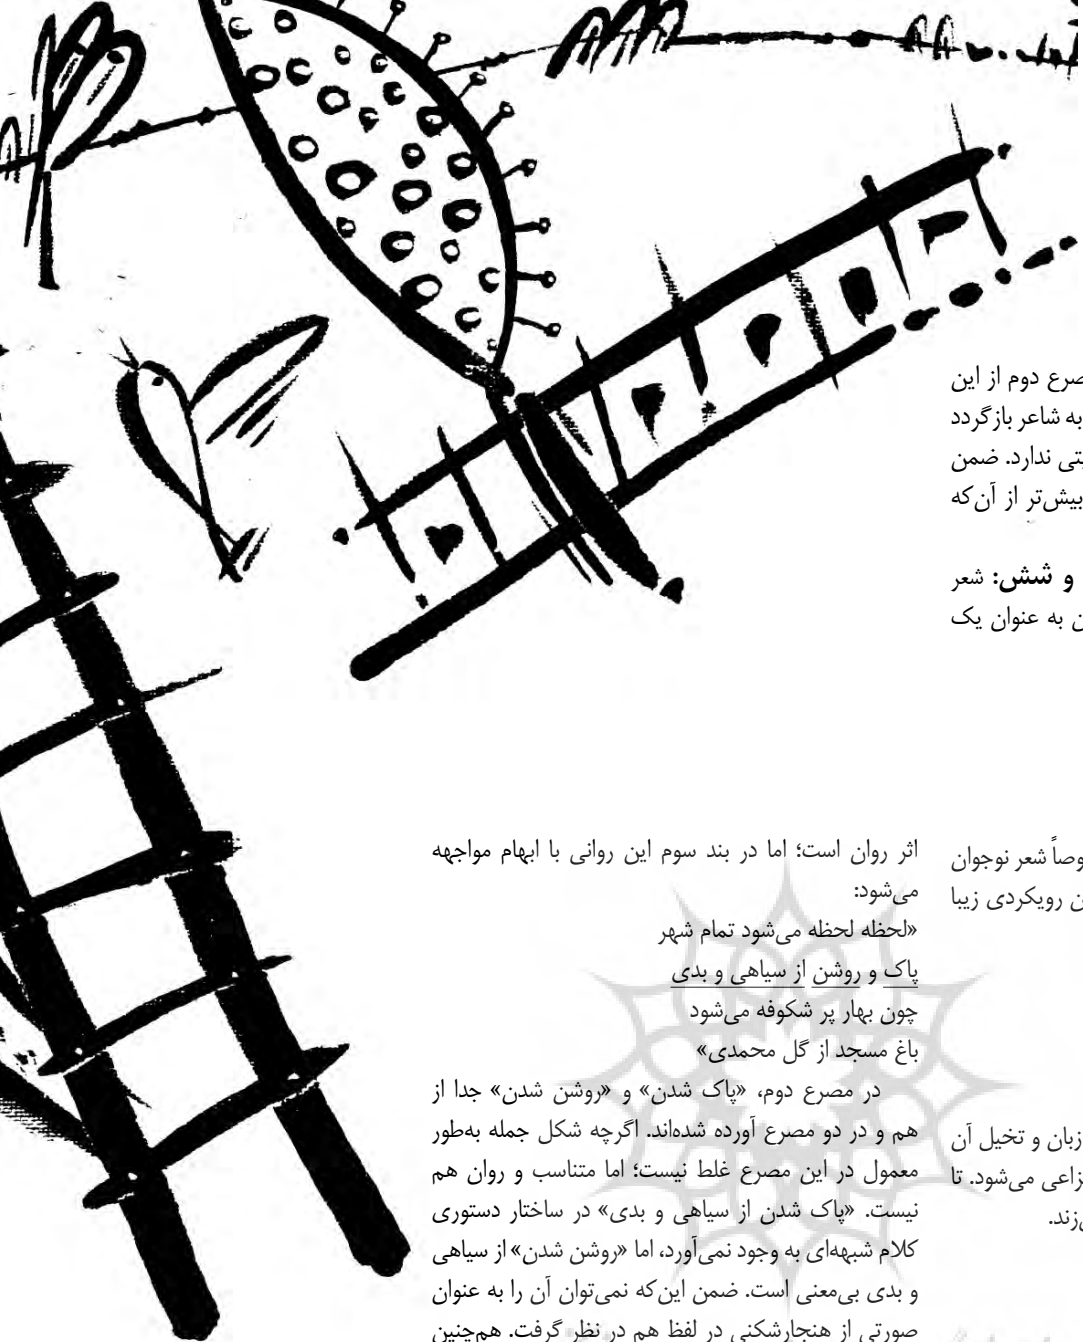 صرع دوم از این
به شاعر بازگردد
یتی ندارد. ضمن
بیش‌تر از آن‌که
و شش: شعر
ن به عنوان یک
وصاً شعر نوجوان
ن رویکردی زیبا
زبان و تخیل آن
زاعی می‌شود. تا
زند.
اثر روان است؛ اما در بند سوم این روانی با ابهام مواجهه
می‌شود:
«لحظه لحظه می‌شود تمام شهر
پاک و روشن از سیاهی و بدی
چون بهار پر شکوفه می‌شود
باغ مسجد از گل محمدی»
در مصرع دوم، «پاک شدن» و «روشن شدن» جدا از
هم و در دو مصرع آورده شده‌اند. اگرچه شکل جمله به‌طور
معمول در این مصرع غلط نیست؛ اما متناسب و روان هم
نیست. «پاک شدن از سیاهی و بدی» در ساختار دستوری
کلام شبهه‌ای به وجود نمی‌آورد، اما «روشن شدن» از سیاهی
و بدی بی‌معنی است. ضمن این‌که نمی‌توان آن را به عنوان
صورتی از هنجارشکنی در لفظ هم در نظر گرفت. هم‌چنین